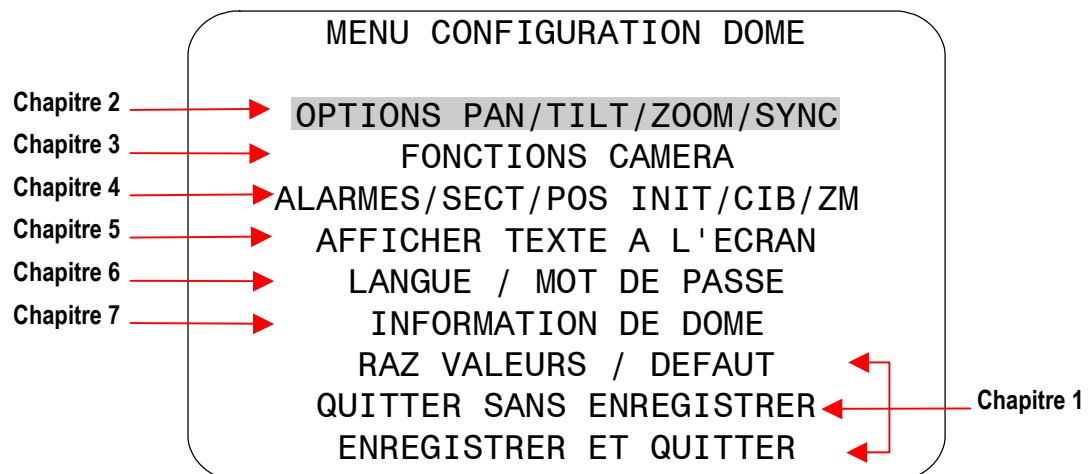 MENU CONFIGURATION DOME
Chapitre 2
OPTIONS PAN/TILT/ZOOM/SYNC
Chapitre 3
FONCTIONS CAMERA
Chapitre 4
ALARMES/SECT/POS INIT/CIB/ZM
Chapitre 5
AFFICHER TEXTE A L'ECRAN
Chapitre 6
LANGUE / MOT DE PASSE
Chapitre 7
INFORMATION DE DOME
RAZ VALEURS / DEFAUT
QUITTER SANS ENREGISTRER
Chapitre 1
ENREGISTRER ET QUITTER